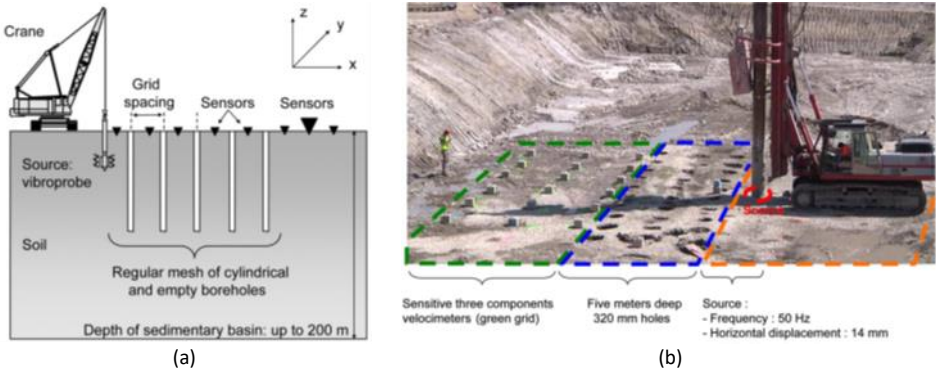 Crane
z
y
x
Grid
spacing
Sensors
Sensors
Source:
vibroprobe
Soil
Regular mesh of cylindrical
and empty boreholes
Depth of sedimentary basin: up to 200 m
(a)
Source
Sensitive three components
velocimeters (green grid)
Five meters deep
320 mm holes
Source :
- Frequency : 50 Hz
- Horizontal displacement : 14 mm
(b)